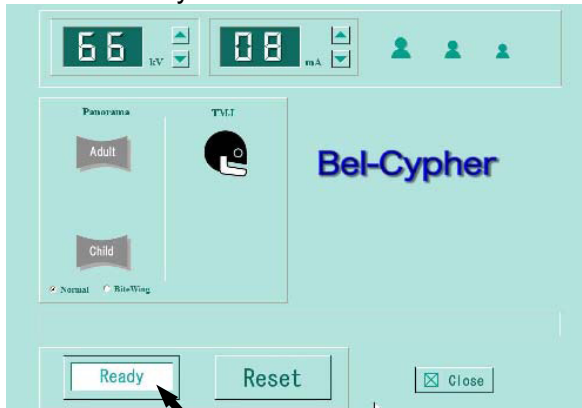 66 kV 08 mA
Panorama TMJ
Adult
Bel-Cypher
Child
Normal BiteWing
Ready Reset Close